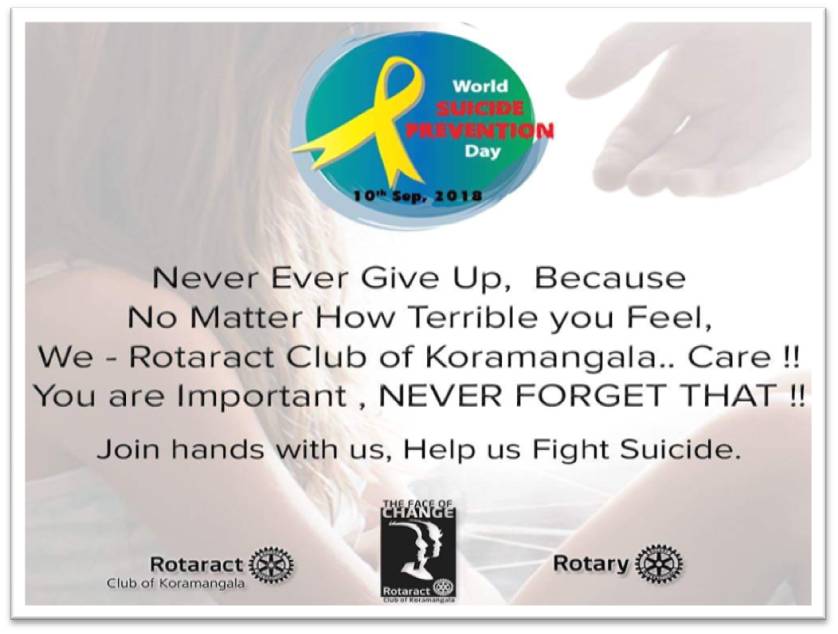 World
SUICIDE
PREVENTION
Day
10th Sep, 2018
Never Ever Give Up, Because
No Matter How Terrible you Feel,
We - Rotaract Club of Koramangala.. Care !!
You are Important , NEVER FORGET THAT !!
Join hands with us, Help us Fight Suicide.
THE FACE OF
CHANGE
Rotaract
Club of Koramangala
Rotaract
Club of Koramangala
Rotary